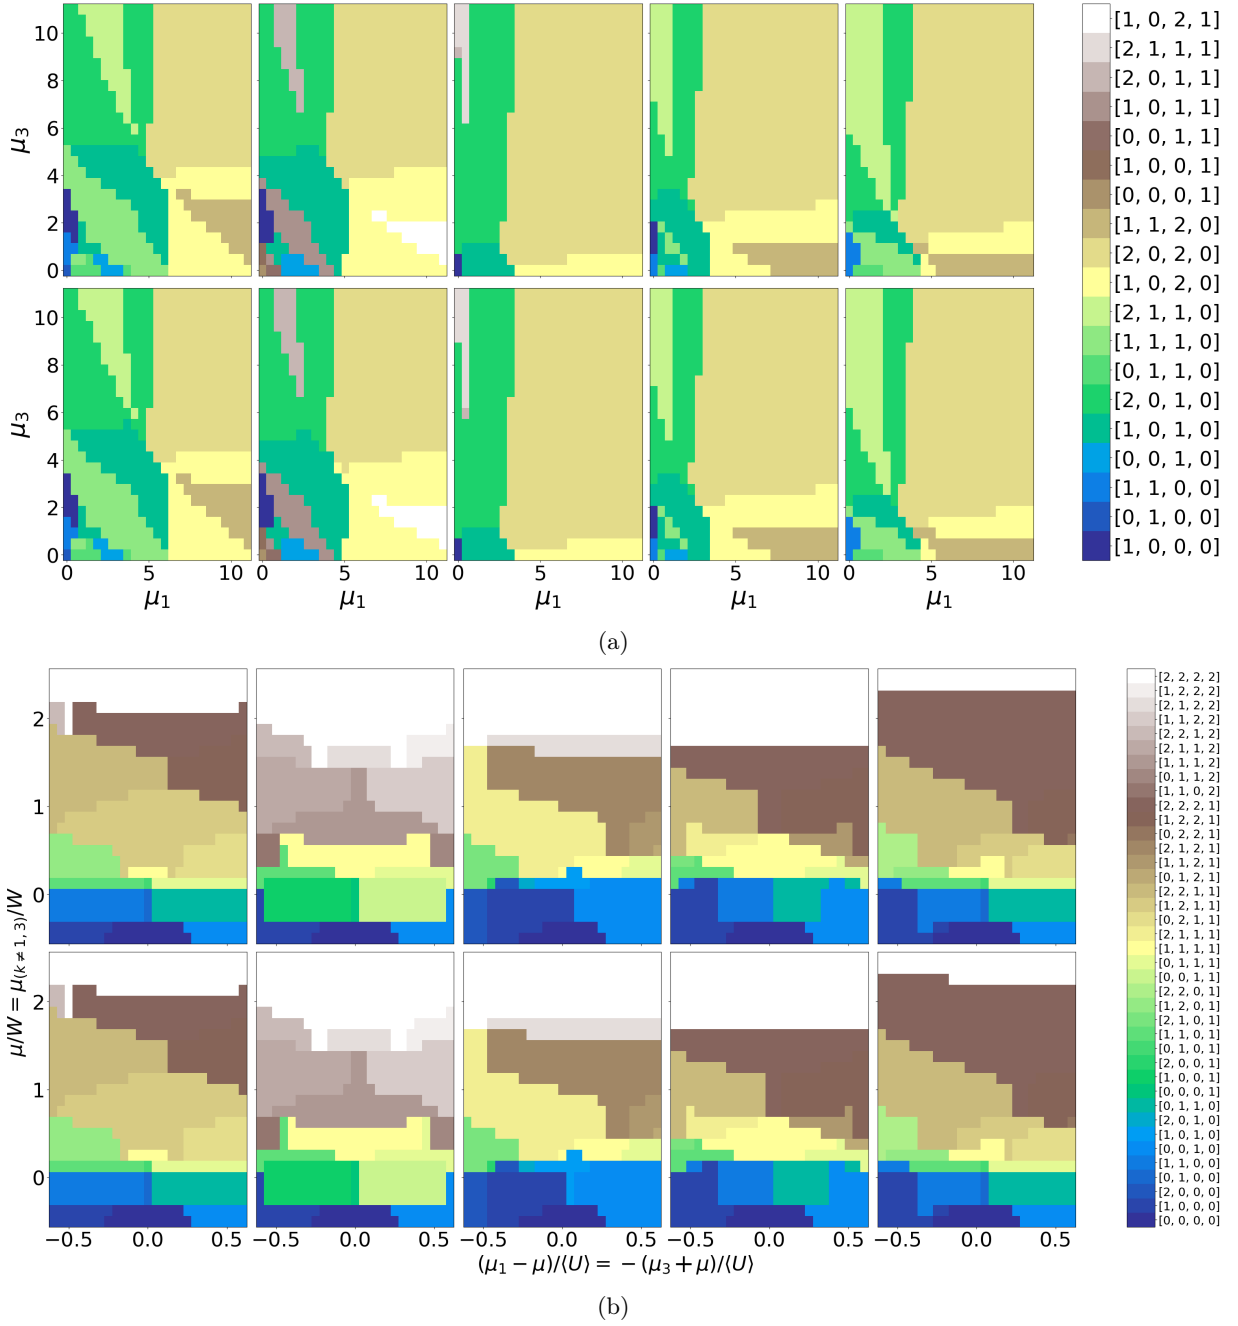 10
8
6
4
2
0
μ₃
10
8
6
4
2
0
μ₃
0 5 10
0 5 10
0 5 10
0 5 10
0 5 10
μ₁
μ₁
μ₁
μ₁
μ₁
[1, 0, 2, 1]
[2, 1, 1, 1]
[2, 0, 1, 1]
[1, 0, 1, 1]
[0, 0, 1, 1]
[1, 0, 0, 1]
[0, 0, 0, 1]
[1, 1, 2, 0]
[2, 0, 2, 0]
[1, 0, 2, 0]
[2, 1, 1, 0]
[1, 1, 1, 0]
[0, 1, 1, 0]
[2, 0, 1, 0]
[1, 0, 1, 0]
[0, 0, 1, 0]
[1, 1, 0, 0]
[0, 1, 0, 0]
[1, 0, 0, 0]
(a)
2
1
0
2
1
0
μ/W = μ(k ≠ 1, 3)/W
−0.5 0.0 0.5
−0.5 0.0 0.5
−0.5 0.0 0.5
−0.5 0.0 0.5
−0.5 0.0 0.5
(μ₁ − μ)/⟨U⟩ = − (μ₃ + μ)/⟨U⟩
[2, 2, 2, 2]
[1, 2, 2, 2]
[2, 1, 2, 2]
[1, 1, 2, 2]
[2, 1, 1, 2]
[1, 1, 1, 2]
[0, 1, 1, 2]
[1, 1, 0, 2]
[2, 2, 2, 1]
[1, 2, 2, 1]
[0, 2, 2, 1]
[2, 1, 2, 1]
[1, 1, 2, 1]
[0, 1, 2, 1]
[2, 2, 1, 1]
[1, 2, 1, 1]
[0, 2, 1, 1]
[2, 1, 1, 1]
[1, 1, 1, 1]
[0, 1, 1, 1]
[0, 0, 1, 1]
[2, 2, 0, 1]
[1, 2, 0, 1]
[2, 1, 0, 1]
[1, 1, 0, 1]
[0, 1, 0, 1]
[2, 0, 0, 1]
[1, 0, 0, 1]
[0, 0, 0, 1]
[0, 1, 1, 0]
[2, 0, 1, 0]
[1, 0, 1, 0]
[0, 0, 1, 0]
[1, 1, 0, 0]
[0, 1, 0, 0]
[2, 0, 0, 0]
[1, 0, 0, 0]
[0, 0, 0, 0]
(b)